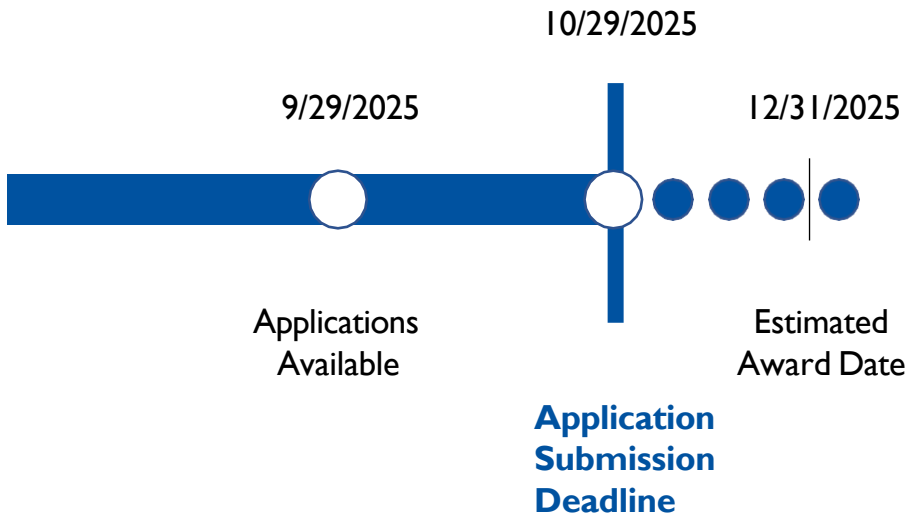 10/29/2025
9/29/2025
12/31/2025
Applications
Available
Estimated
Award Date
Application
Submission
Deadline